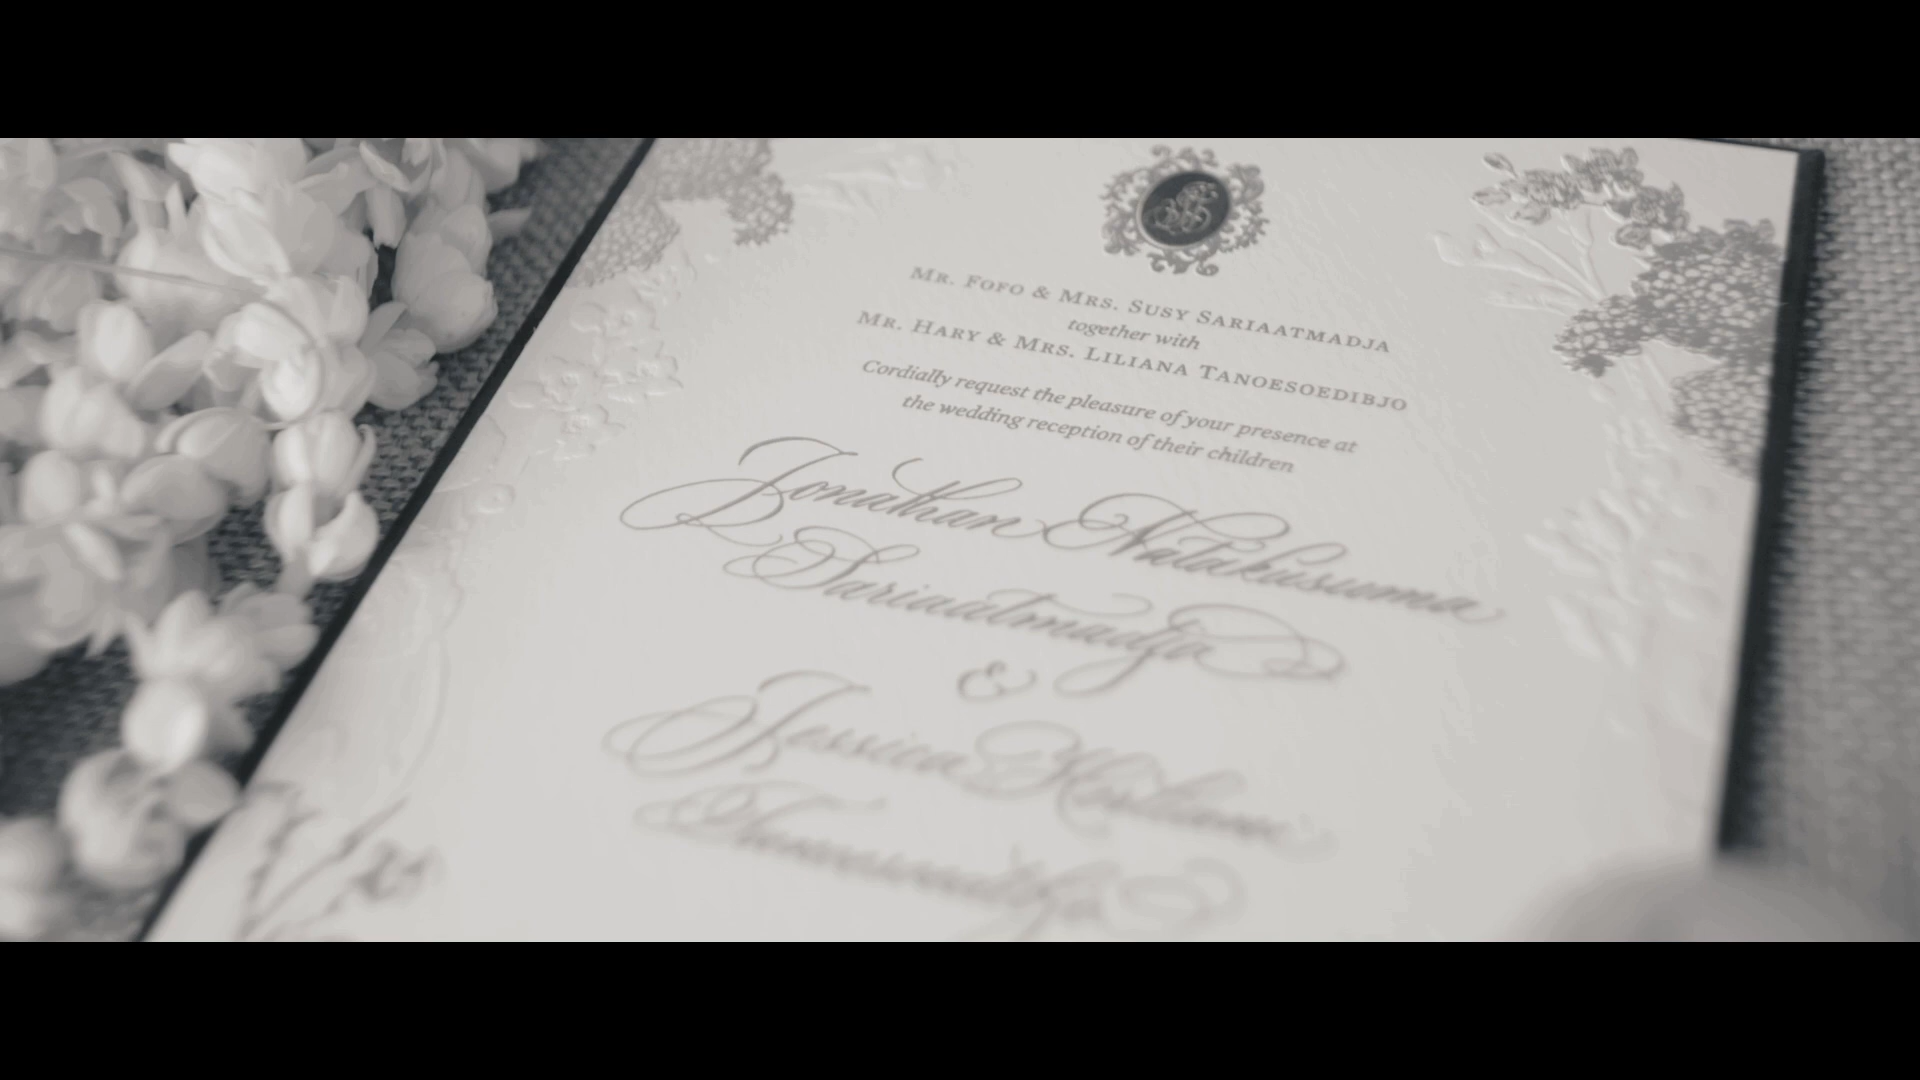 Mr. Fofo & Mrs. Susy Sariaatmadja
together with
Mr. Hary & Mrs. Liliana Tanoesoedibjo
Cordially request the pleasure of your presence at
the wedding reception of their children
Jonathan Natakusuma
Sariaatmadja
&
Jessica Herliana